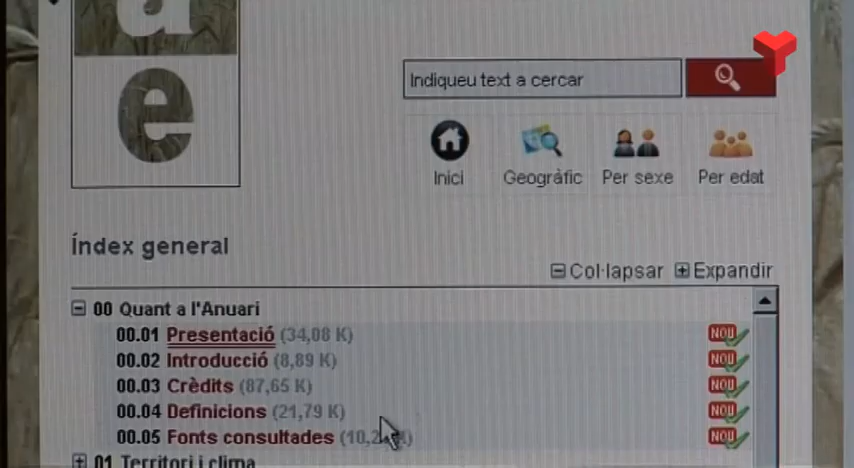 a
e
Indiqueu text a cercar
Inici
Geogràfic
Per sexe
Per edat
Índex general
Col·lapsar
Expandir
00 Quant a l'Anuari
00.01 Presentació (34,08 K) NOU
00.02 Introducció (8,89 K) NOU
00.03 Crèdits (87,65 K) NOU
00.04 Definicions (21,79 K) NOU
00.05 Fonts consultades NOU
01 Territori i clima